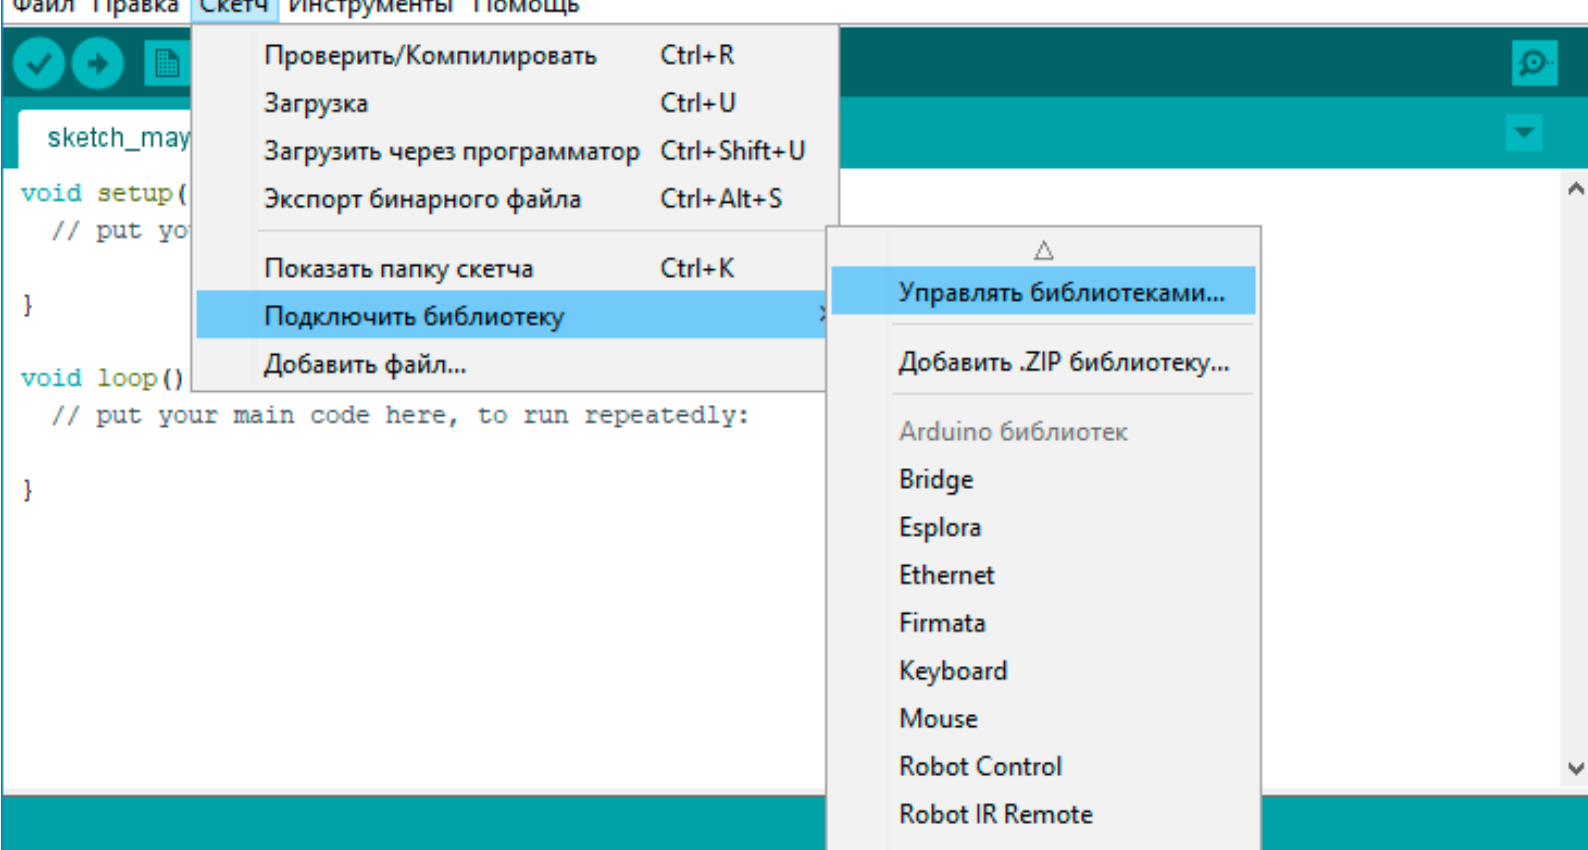 Файл Правка Скетч Инструменты Помощь
Проверить/Компилировать Ctrl+R
Загрузка Ctrl+U
Загрузить через программатор Ctrl+Shift+U
Экспорт бинарного файла Ctrl+Alt+S
Показать папку скетча Ctrl+K
Подключить библиотеку
Добавить файл...
sketch_may
void setup(
// put yo
}
void loop()
// put your main code here, to run repeatedly:
}
Управлять библиотеками...
Добавить .ZIP библиотеку...
Arduino библиотек
Bridge
Esplora
Ethernet
Firmata
Keyboard
Mouse
Robot Control
Robot IR Remote